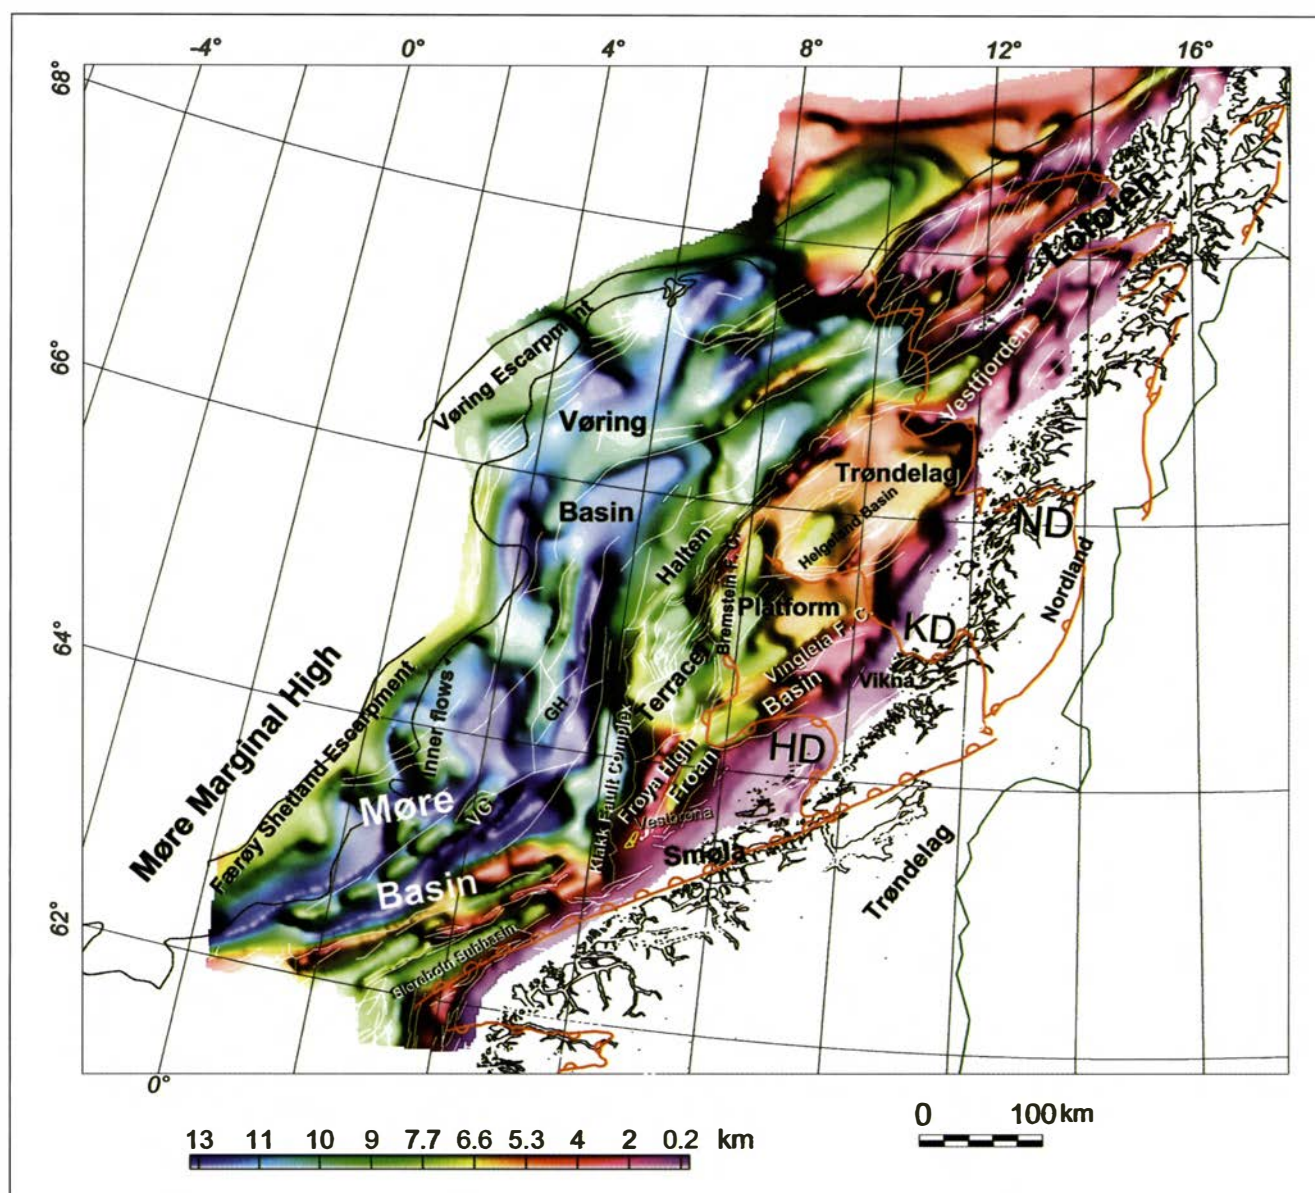 -4° 0° 4° 8° 12° 16°
68°
66°
64°
62°
0°
Lofoten
Vestfjorden
Vøring Escarpment
Vøring
Basin
Trøndelag
Helgeland Basin
Platform
Halten
Terrace
Bremstein F. C.
Vingleia F. C.
ND
Nordland
KD
Vikna
Basin
HD
Froan
Frøya High
Vestbrona
Klakk Fault Complex
GH
Inner flows
Møre Marginal High
Færøy Shetland Escarpment
Møre
VG
Basin
Smøla
Trøndelag
Subbasin
13 11 10 9 7.7 6.6 5.3 4 2 0.2 km
0 100 km